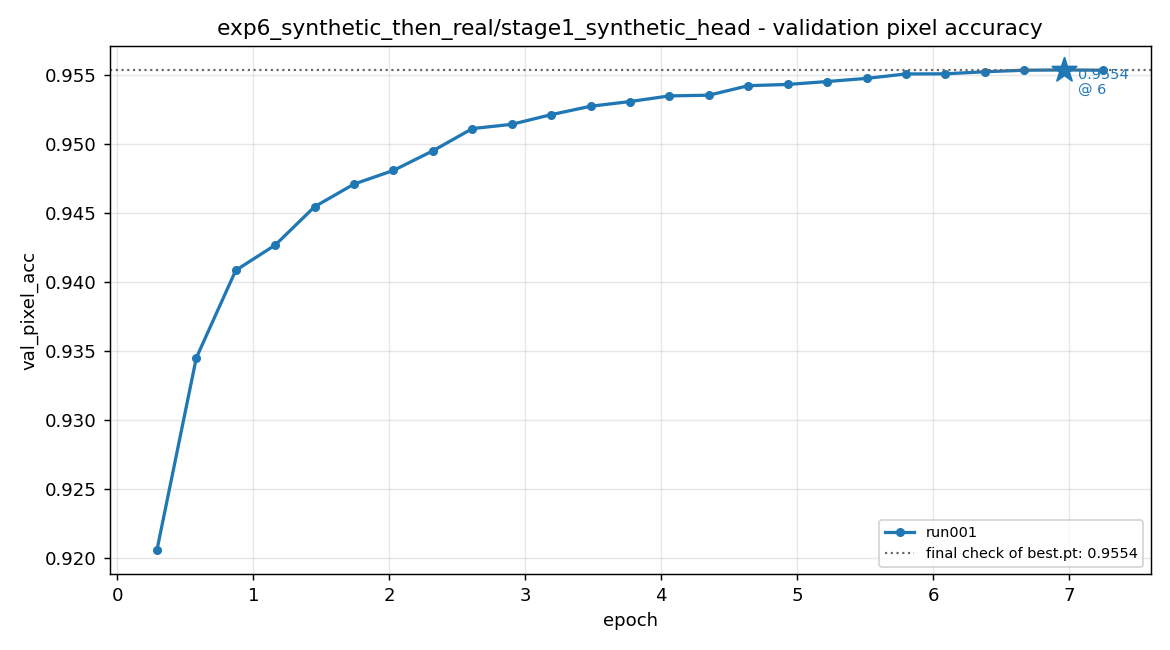 exp6_synthetic_then_real/stage1_synthetic_head - validation pixel accuracy
0.955
0.950
0.945
0.940
0.935
0.930
0.925
0.920
val_pixel_acc
0.9554
@ 6
run001
final check of best.pt: 0.9554
0 1 2 3 4 5 6 7
epoch